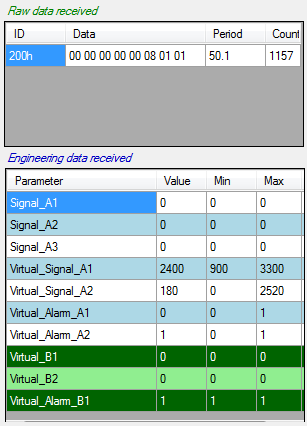 Raw data received
ID Data Period Count
200h 00 00 00 00 00 08 01 01 50.1 1157
Engineering data received
Parameter Value Min Max
Signal_A1 0 0 0
Signal_A2 0 0 0
Signal_A3 0 0 0
Virtual_Signal_A1 2400 900 3300
Virtual_Signal_A2 180 0 2520
Virtual_Alarm_A1 0 0 1
Virtual_Alarm_A2 1 0 1
Virtual_B1 0 0 0
Virtual_B2 0 0 0
Virtual_Alarm_B1 1 1 1